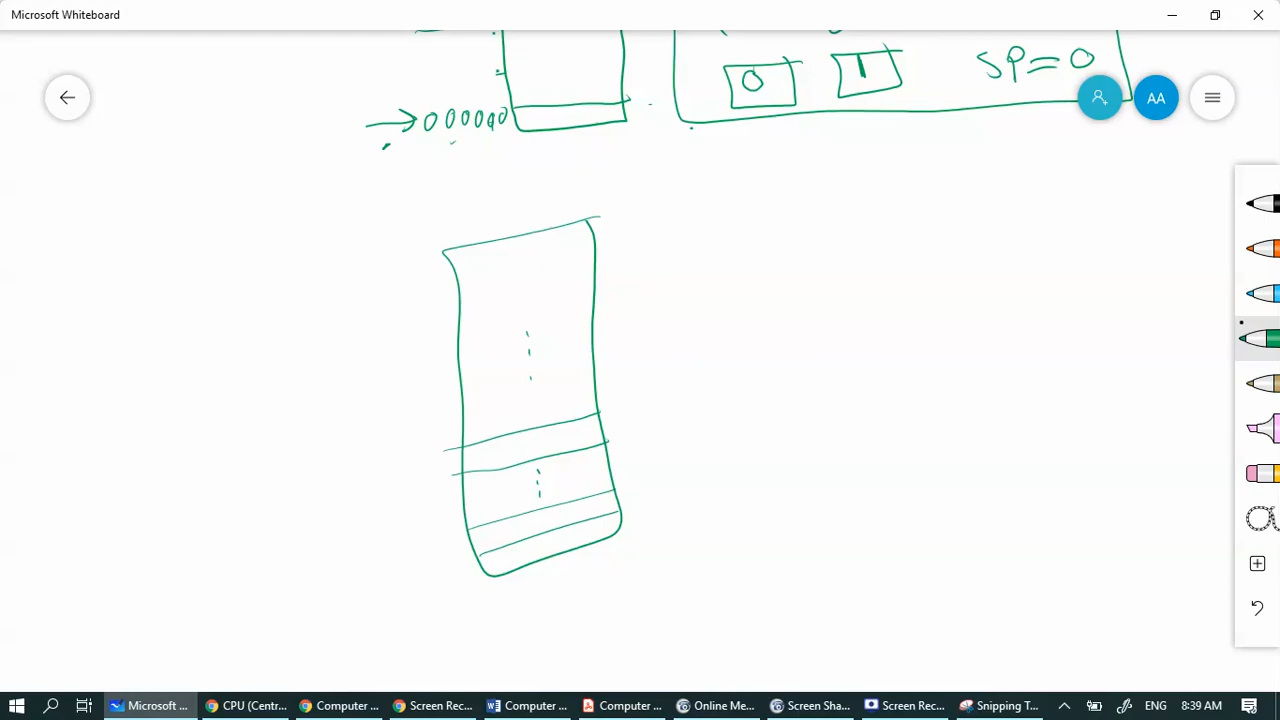 Microsoft Whiteboard
0 1 SP=0
000000
AA
Microsoft ...
CPU (Centr...
Computer ...
Screen Rec...
Computer ...
Computer ...
Online Me...
Screen Sha...
Screen Rec...
Snipping T...
ENG
8:39 AM